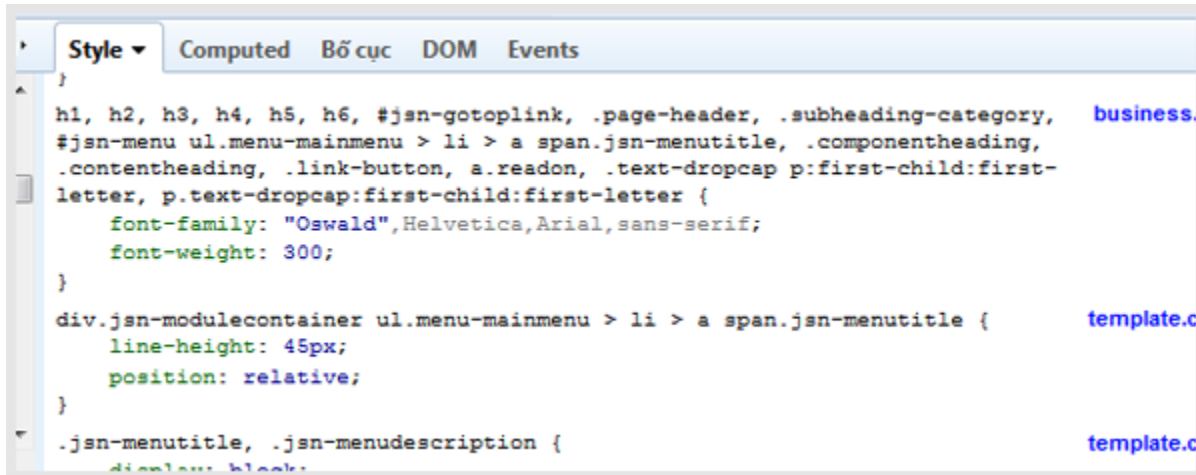 Style ▾ Computed Bố cục DOM Events
}
h1, h2, h3, h4, h5, h6, #jsn-gotoplink, .page-header, .subheading-category, business.
#jsn-menu ul.menu-mainmenu > li > a span.jsn-menutitle, .componentheading,
.contentheading, .link-button, a.readon, .text-dropcap p:first-child:first-
letter, p.text-dropcap:first-child:first-letter {
font-family: "Oswald",Helvetica,Arial,sans-serif;
font-weight: 300;
}
div.jsn-modulecontainer ul.menu-mainmenu > li > a span.jsn-menutitle { template.c
line-height: 45px;
position: relative;
}
.jsn-menutitle, .jsn-menudescription { template.c
display: block;